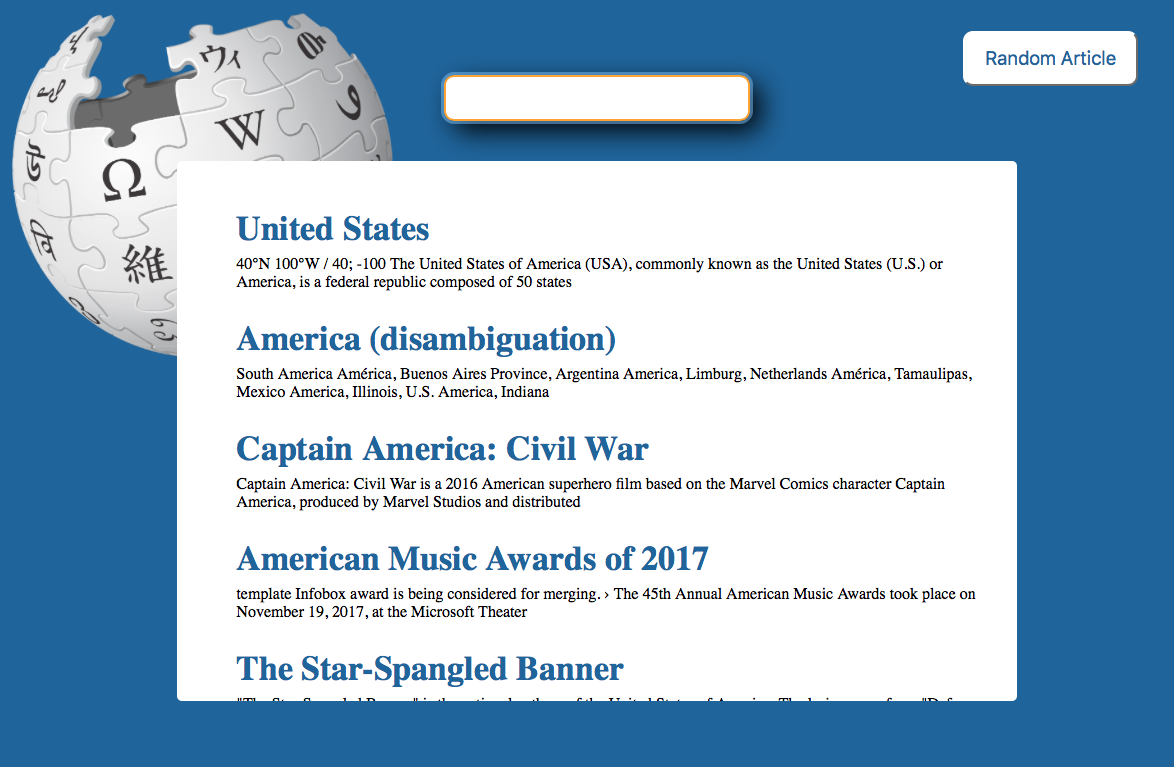 Random Article
ウィ
W
Ω
維
United States
40°N 100°W / 40; -100 The United States of America (USA), commonly known as the United States (U.S.) or
America, is a federal republic composed of 50 states
America (disambiguation)
South America América, Buenos Aires Province, Argentina America, Limburg, Netherlands América, Tamaulipas,
Mexico America, Illinois, U.S. America, Indiana
Captain America: Civil War
Captain America: Civil War is a 2016 American superhero film based on the Marvel Comics character Captain
America, produced by Marvel Studios and distributed
American Music Awards of 2017
template Infobox award is being considered for merging. › The 45th Annual American Music Awards took place on
November 19, 2017, at the Microsoft Theater
The Star-Spangled Banner